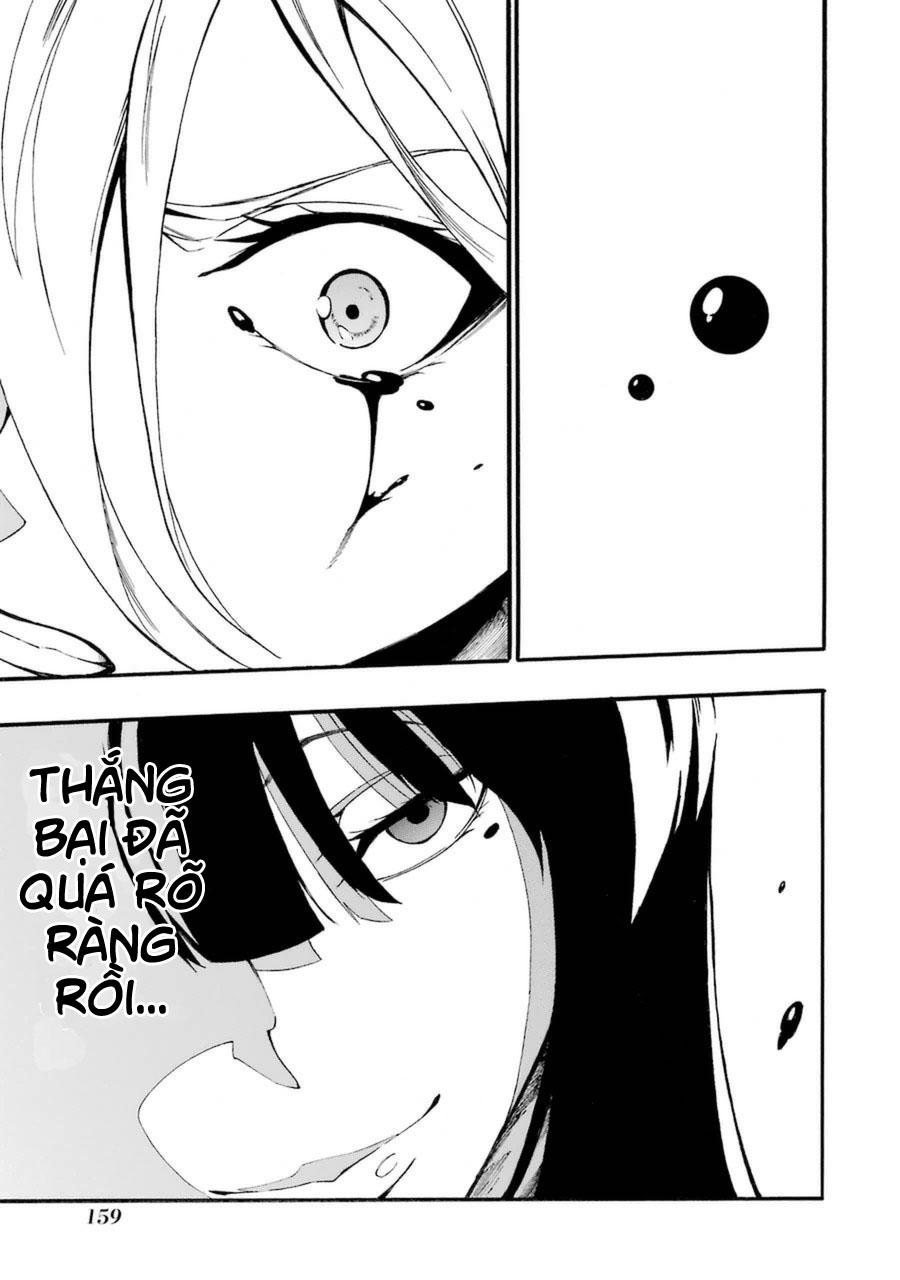 THẮNG
BẠI ĐÃ
QUÁ RÕ
RÀNG
RỒI...
159